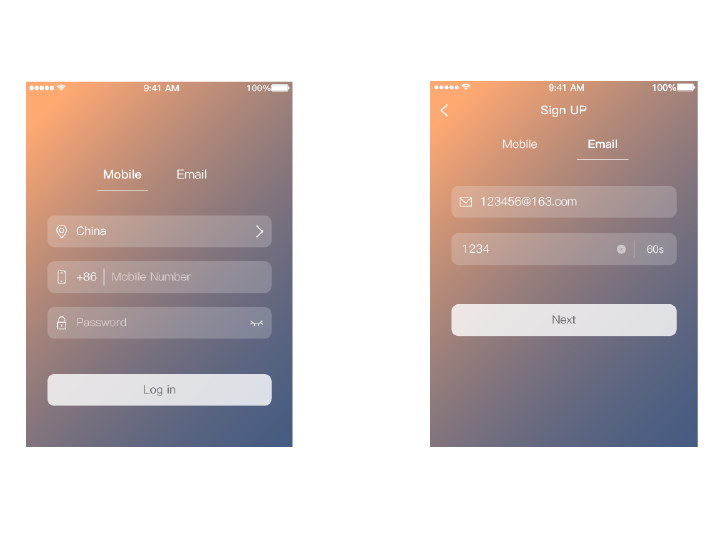 9:41 AM 100%
Mobile Email
China
+86 Mobile Number
Password
Log in
9:41 AM 100%
Sign UP
Mobile Email
123456@163.com
1234 60s
Next